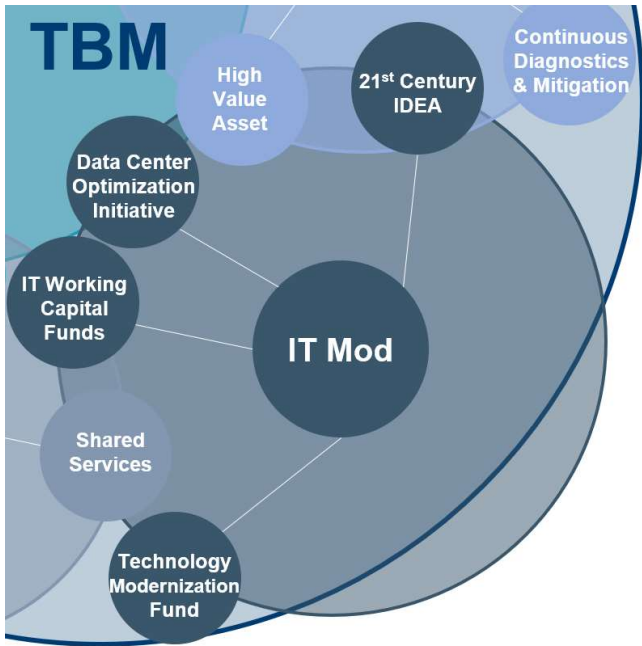 TBM
High
Value
Asset
21st Century
IDEA
Continuous
Diagnostics
& Mitigation
Data Center
Optimization
Initiative
IT Working
Capital
Funds
IT Mod
Shared
Services
Technology
Modernization
Fund